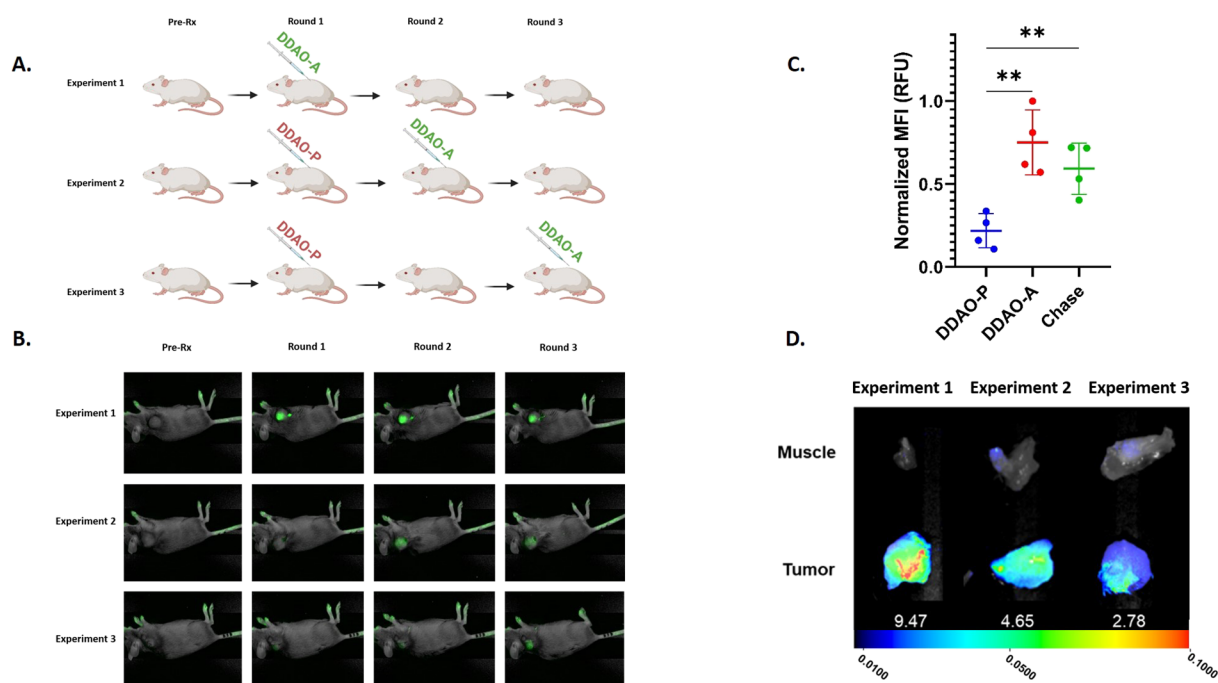 A.
Pre-Rx Round 1 Round 2 Round 3
Experiment 1
DDAO-A
Experiment 2
DDAO-P DDAO-A
Experiment 3
DDAO-P DDAO-A
B.
Pre-Rx Round 1 Round 2 Round 3
Experiment 1
Experiment 2
Experiment 3
C.
Normalized MFI (RFU)
**
**
1.0
0.5
0.0
DDAO-P DDAO-A Chase
D.
Experiment 1 Experiment 2 Experiment 3
Muscle
Tumor
9.47 4.65 2.78
0.0100 0.0500 0.1000